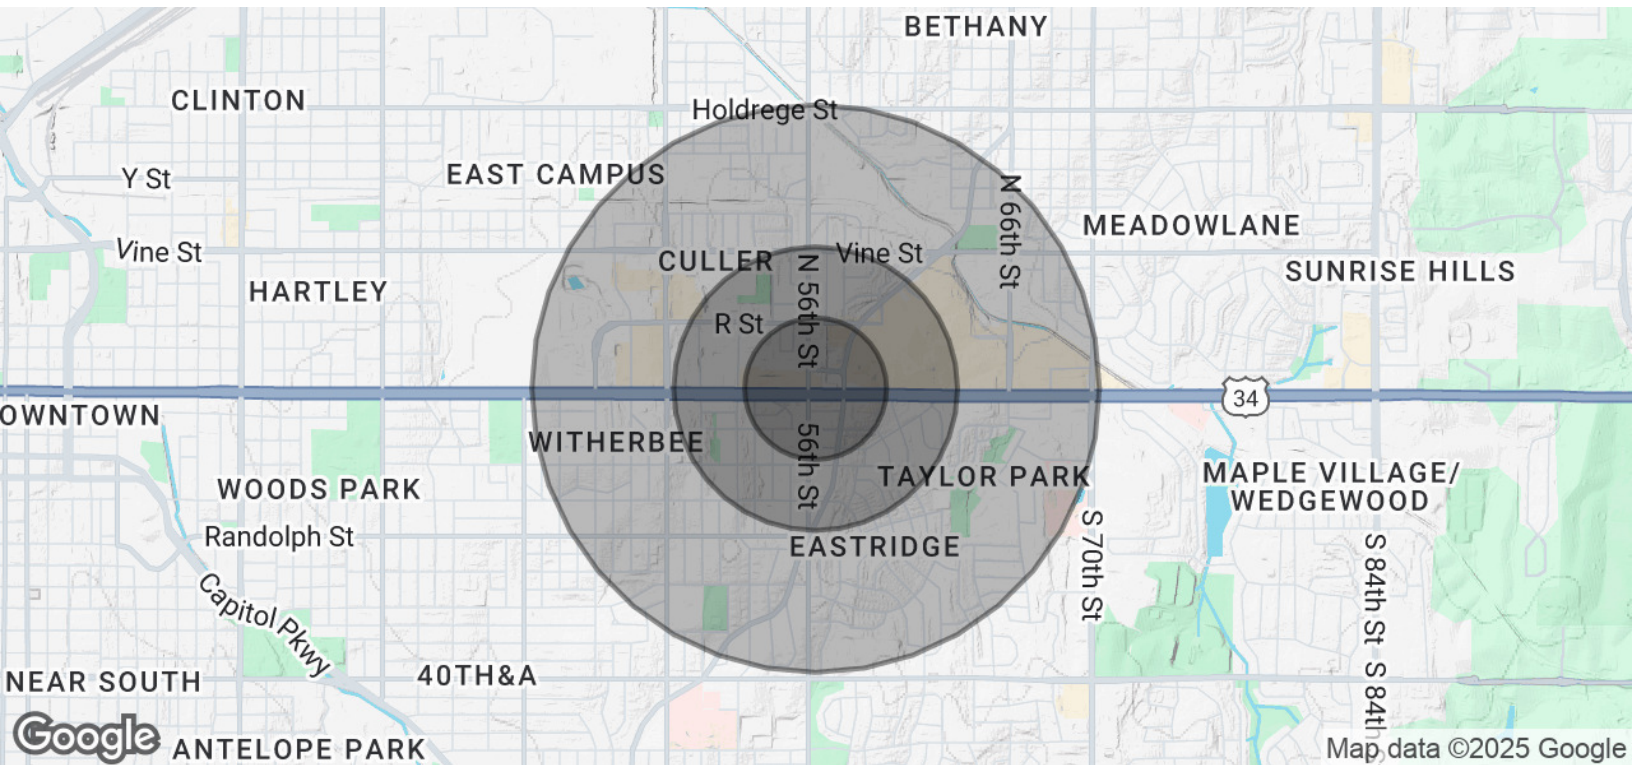 BETHANY
CLINTON
Holdrege St
Y St
EAST CAMPUS
N 66th St
MEADOWLANE
Vine St
CULLER
N 56th St
Vine St
SUNRISE HILLS
HARTLEY
R St
34
OWNTOWN
WITHERBEE
56th St
TAYLOR PARK
MAPLE VILLAGE/
WEDGEWOOD
WOODS PARK
Randolph St
EASTRIDGE
S 70th St
S 84th St
Capitol Pkwy
NEAR SOUTH
40TH&A
S 84th
Google
ANTELOPE PARK
Map data ©2025 Google